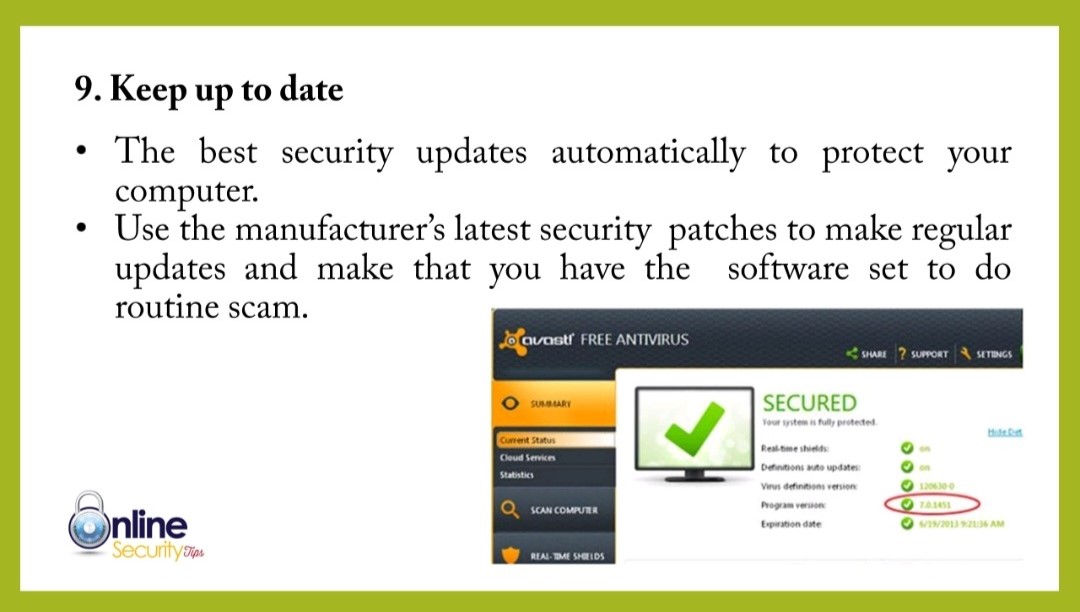 9. Keep up to date
• The best security updates automatically to protect your
computer.
• Use the manufacturer's latest security patches to make regular
updates and make that you have the software set to do
routine scam.
avast! FREE ANTIVIRUS
SHARE ? SUPPORT SETTINGS
SUMMARY
Current Status
Cloud Services
Statistics
SCAN COMPUTER
REAL-TIME SHIELDS
SECURED
Your system is fully protected.
Hide Det
Real-time shields: on
Definitions auto updates: on
Virus definitions version: 120630-0
Program version: 7.0.1451
Expiration date: 6/19/2013 9:21:36 AM
Online
Security Tips